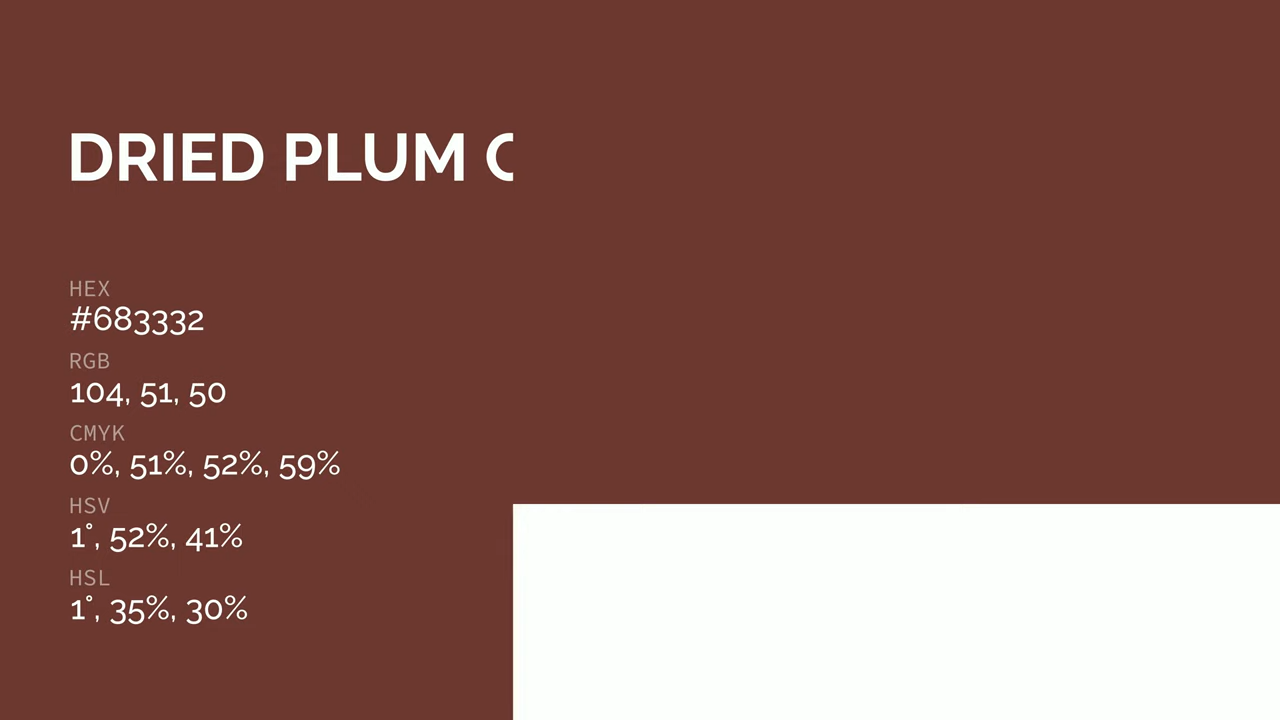 DRIED PLUM
HEX
#683332
RGB
104, 51, 50
CMYK
0%, 51%, 52%, 59%
HSV
1°, 52%, 41%
HSL
1°, 35%, 30%